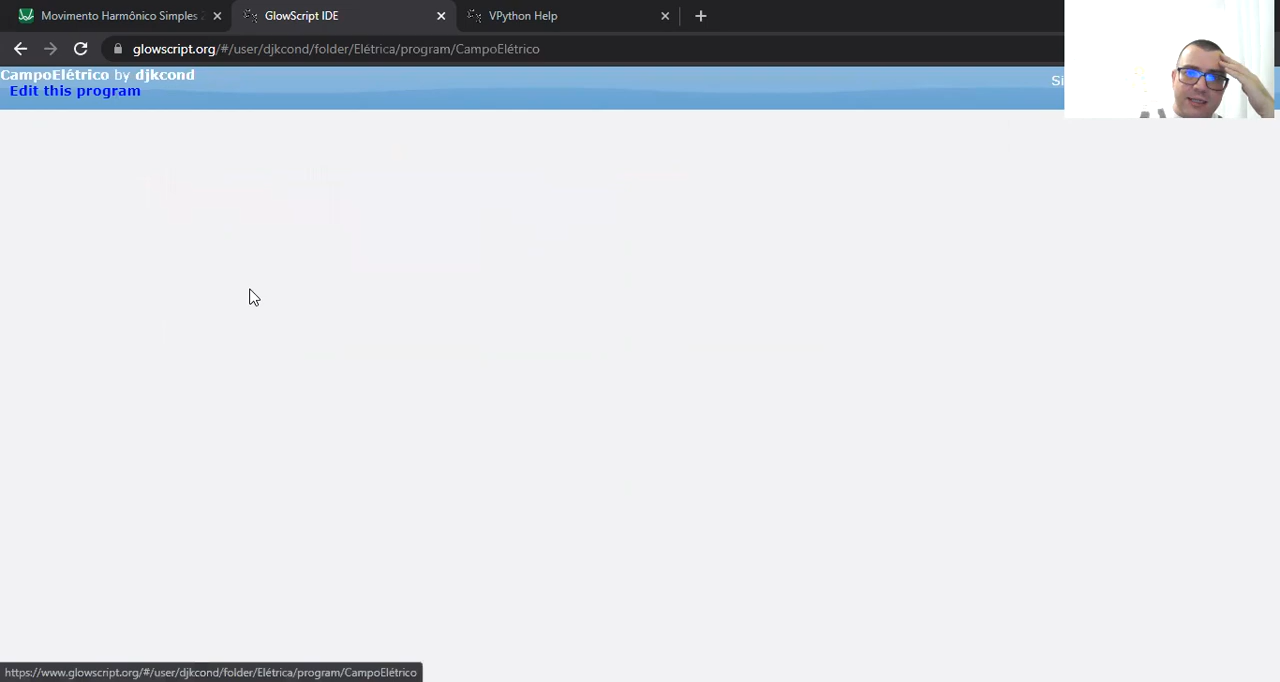 Movimento Harmônico Simples
GlowScript IDE
VPython Help
glowscript.org/#/user/djkcond/folder/Elétrica/program/CampoElétrico
CampoElétrico by djkcond
Edit this program
Si
https://www.glowscript.org/#/user/djkcond/folder/Elétrica/program/CampoElétrico